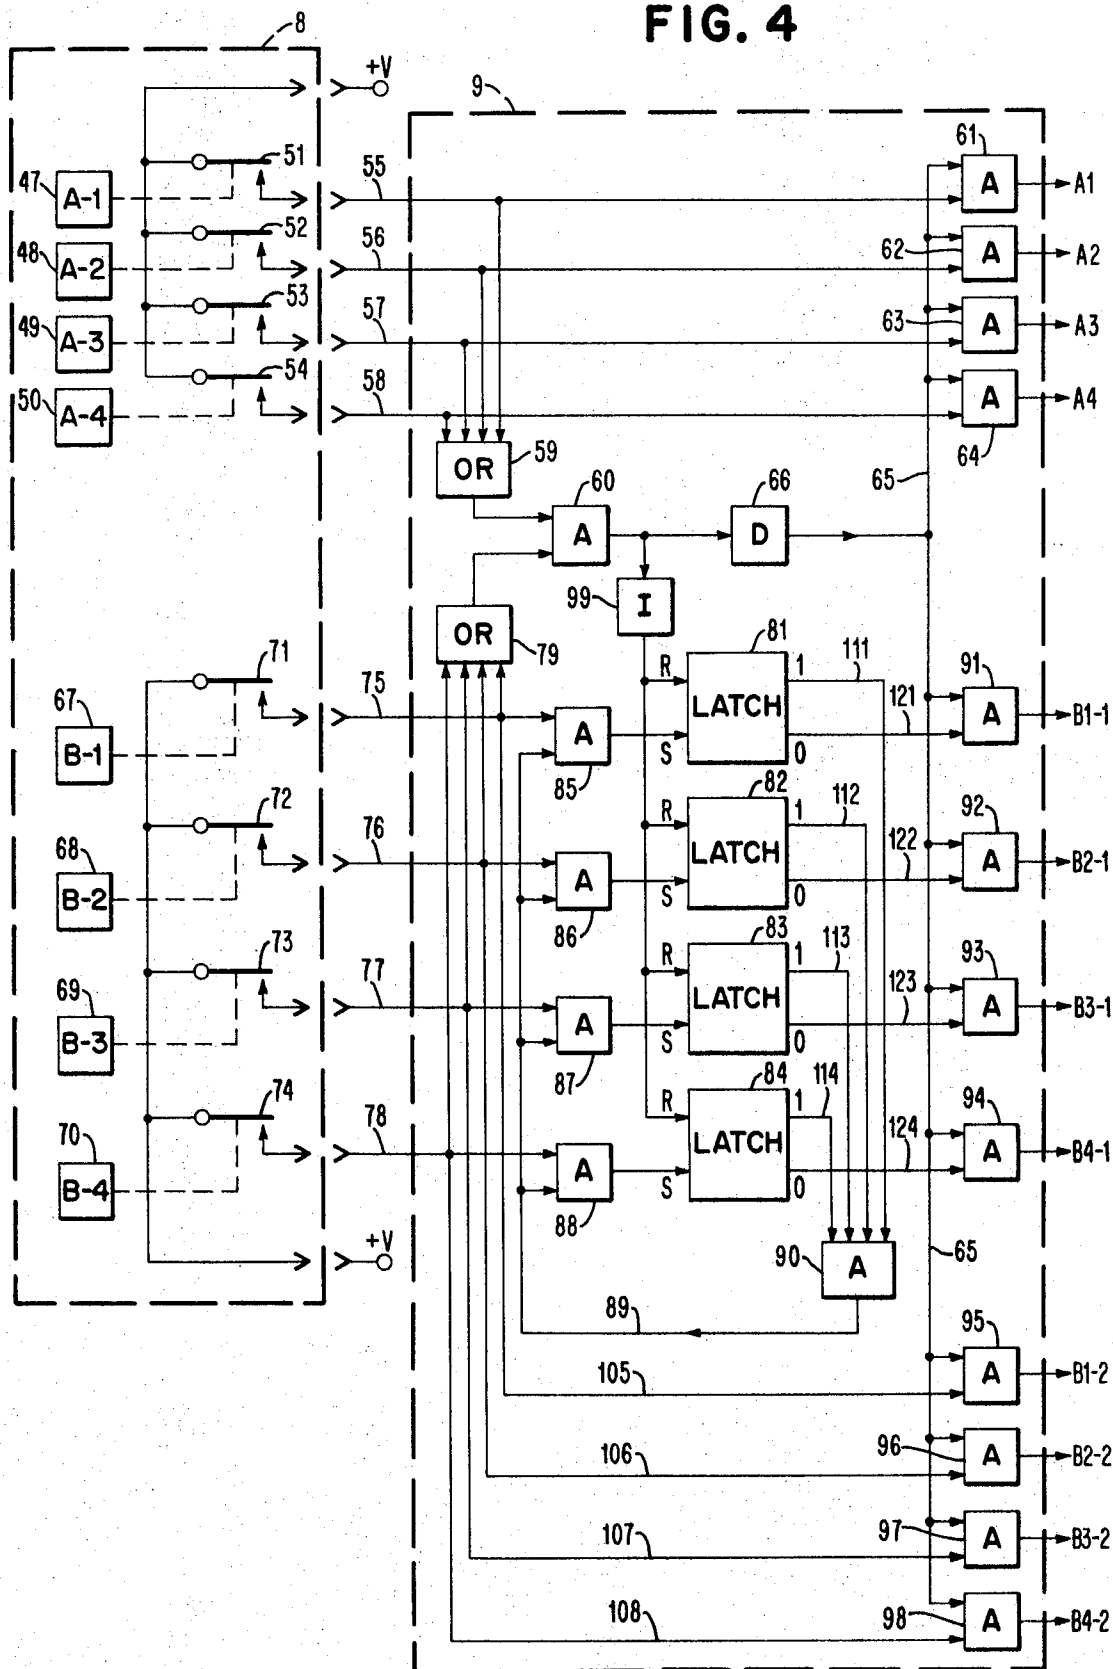 FIG. 4
8
+V
9
51
55
61
47
A-1
A
A1
52
56
48
A-2
62
A
A2
53
57
49
A-3
63
A
A3
54
58
50
A-4
A
A4
64
OR
59
65
60
66
A
D
99
I
OR
79
71
75
81
R
LATCH
1
111
S
0
121
91
A
B1-1
67
B-1
A
85
72
76
82
R
LATCH
1
112
S
0
122
92
A
B2-1
68
B-2
A
86
73
77
83
R
LATCH
1
113
S
0
123
93
A
B3-1
69
B-3
A
87
74
78
84
R
LATCH
1
114
S
0
124
94
A
B4-1
70
B-4
A
88
+V
90
A
65
89
95
105
A
B1-2
106
96
A
B2-2
107
97
A
B3-2
108
98
A
B4-2